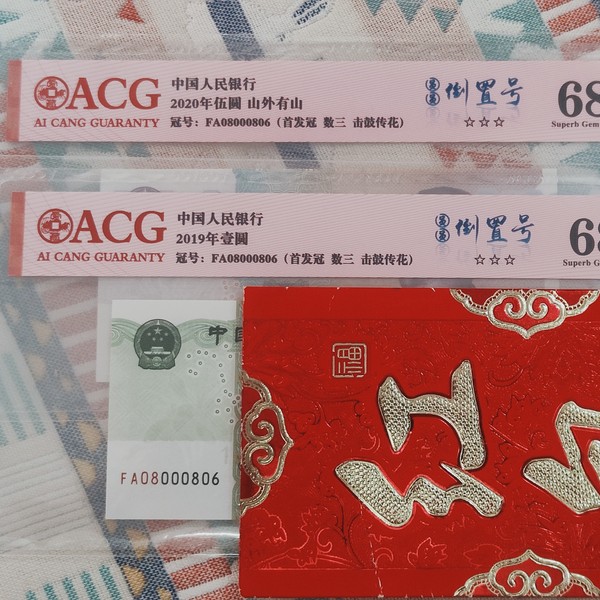 ACG
AI CANG GUARANTY
中国人民银行
2020年伍圆 山外有山
冠号：FA08000806（首发冠 数三 击鼓传花）
倒置号
☆☆☆
68
Superb Gem
ACG
AI CANG GUARANTY
中国人民银行
2019年壹圆
冠号：FA08000806（首发冠 数三 击鼓传花）
倒置号
☆☆☆
68
Superb G
中
FA08000806